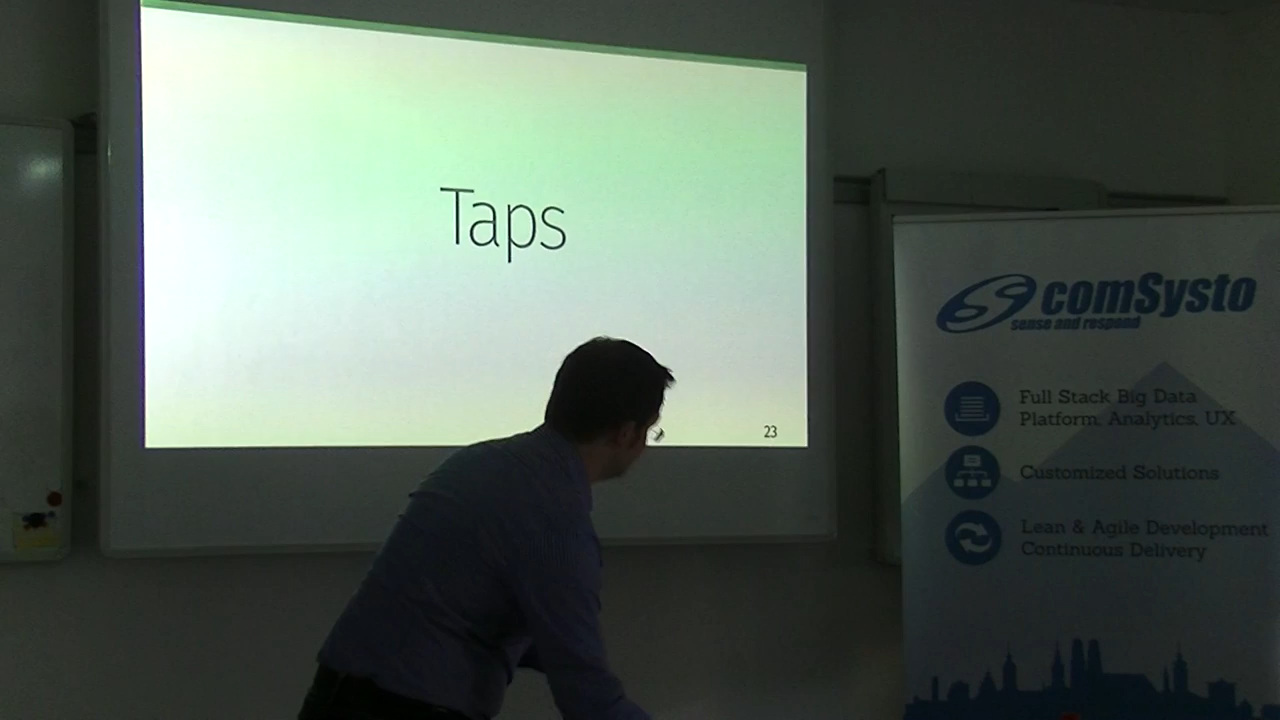 Taps
23
comSysto
sense and respond
Full Stack Big Data
Platform, Analytics, UX
Customized Solutions
Lean & Agile Development
Continuous Delivery